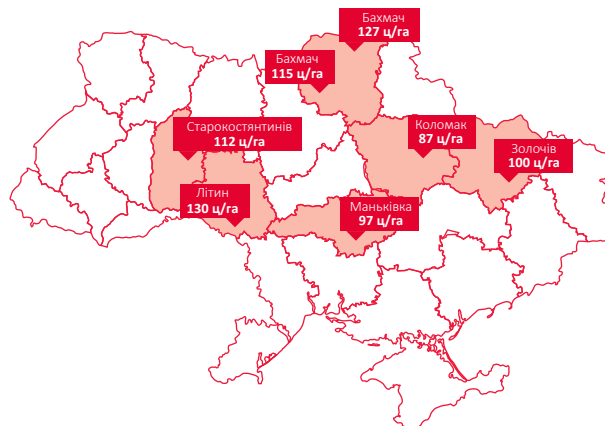 Бахмач
127 ц/га
Бахмач
115 ц/га
Старокостянтинів
112 ц/га
Коломак
87 ц/га
Золочів
100 ц/га
Літин
130 ц/га
Маньківка
97 ц/га